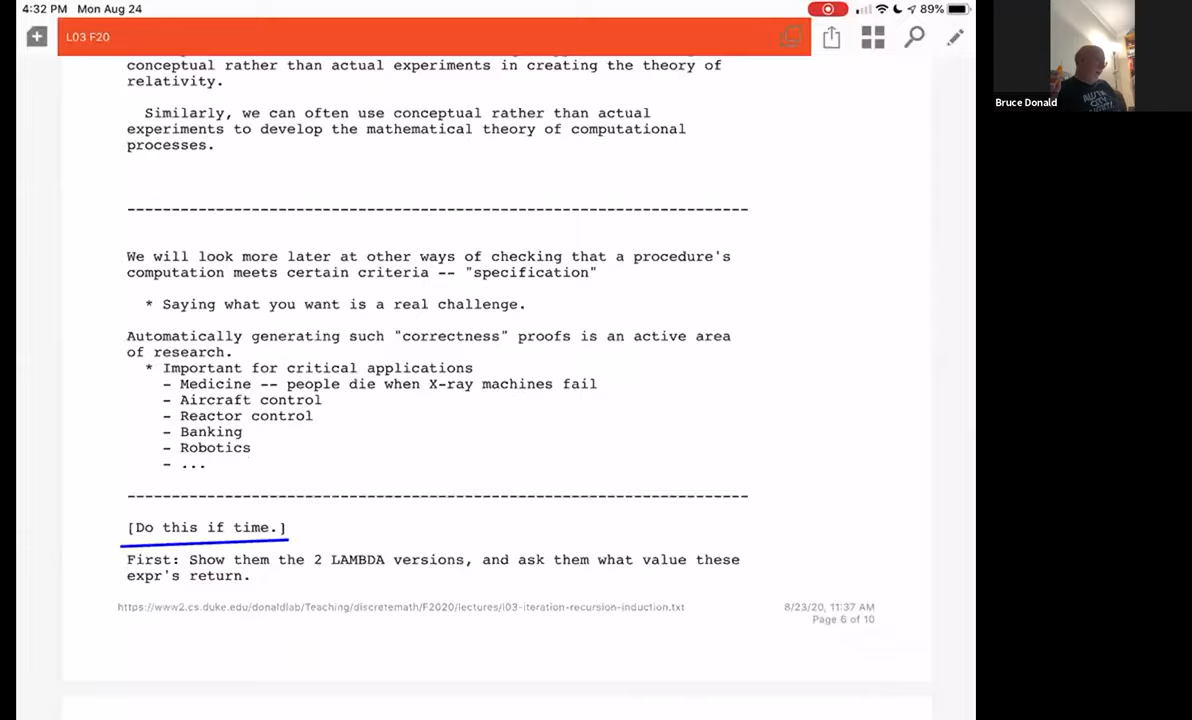 4:32 PM Mon Aug 24
89%
L03 F20
conceptual rather than actual experiments in creating the theory of
relativity.
Similarly, we can often use conceptual rather than actual
experiments to develop the mathematical theory of computational
processes.
----------------------------------------------------------------------
We will look more later at other ways of checking that a procedure's
computation meets certain criteria -- "specification"
* Saying what you want is a real challenge.
Automatically generating such "correctness" proofs is an active area
of research.
* Important for critical applications
- Medicine -- people die when X-ray machines fail
- Aircraft control
- Reactor control
- Banking
- Robotics
- ...
----------------------------------------------------------------------
[Do this if time.]
First: Show them the 2 LAMBDA versions, and ask them what value these
expr's return.
https://www2.cs.duke.edu/donaldlab/Teaching/discretemath/F2020/lectures/l03-iteration-recursion-induction.txt
8/23/20, 11:37 AM
Page 6 of 10
Bruce Donald